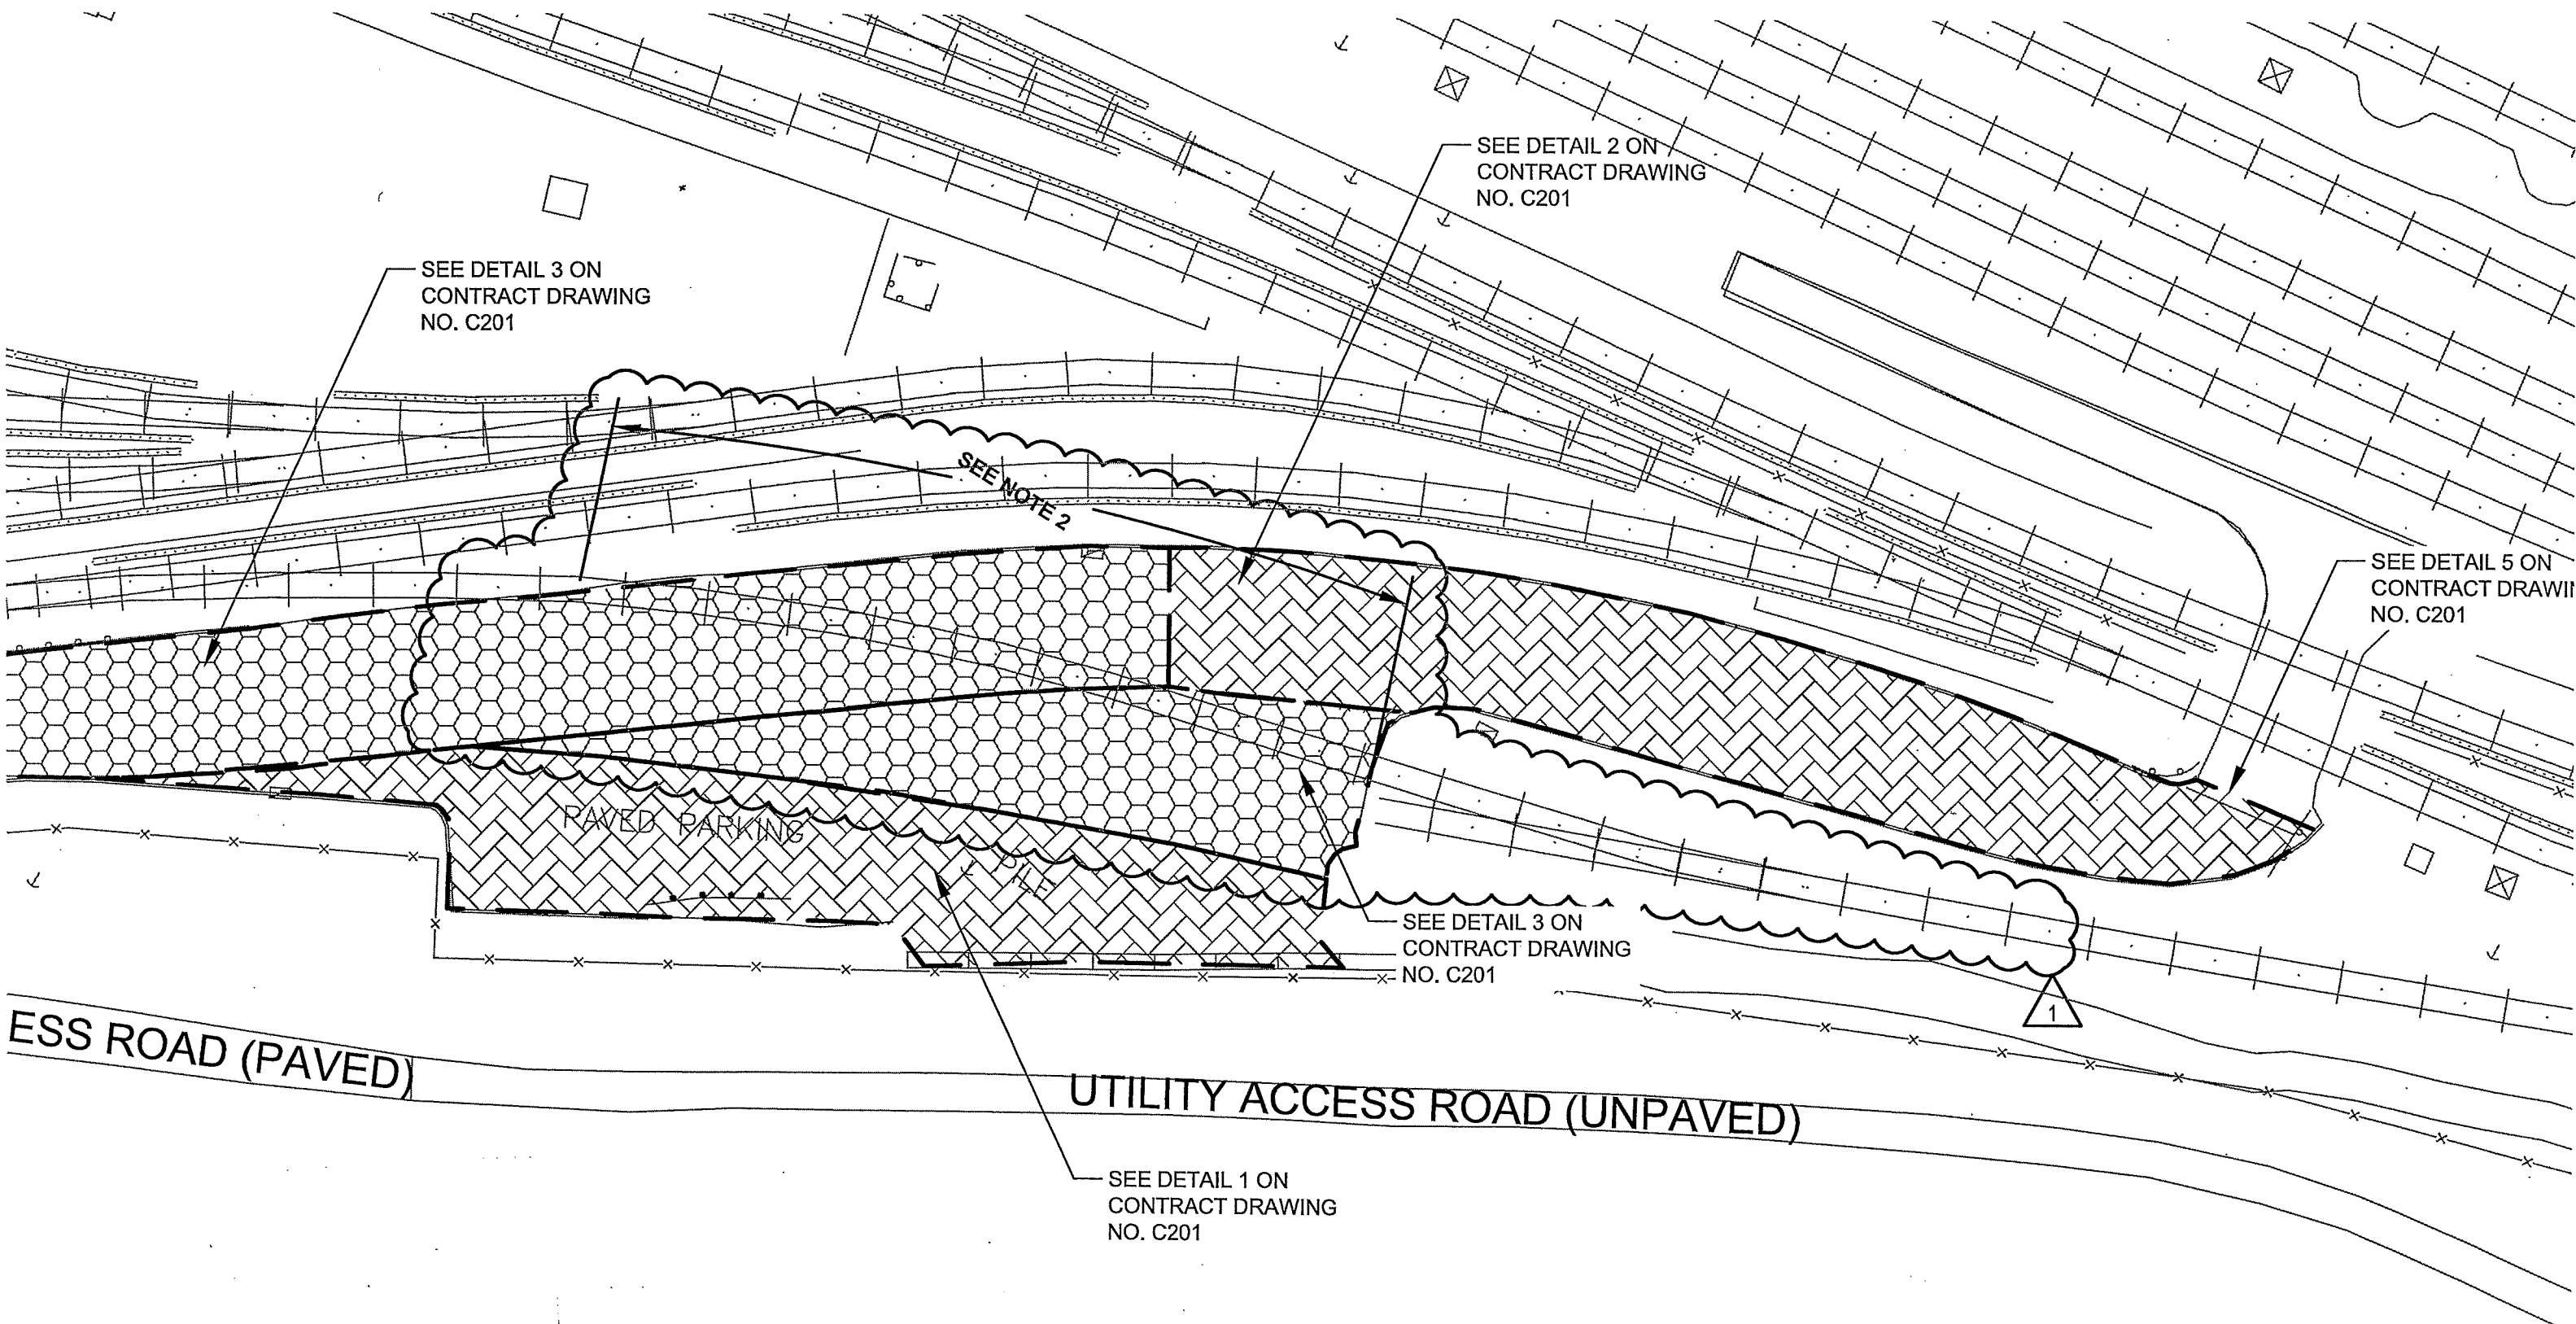 SEE DETAIL 2 ON
CONTRACT DRAWING
NO. C201
SEE DETAIL 3 ON
CONTRACT DRAWING
NO. C201
SEE NOTE 2
SEE DETAIL 5 ON
CONTRACT DRAWIN
NO. C201
PAVED PARKING
PILE
SEE DETAIL 3 ON
CONTRACT DRAWING
NO. C201
1
ESS ROAD (PAVED)
UTILITY ACCESS ROAD (UNPAVED)
SEE DETAIL 1 ON
CONTRACT DRAWING
NO. C201